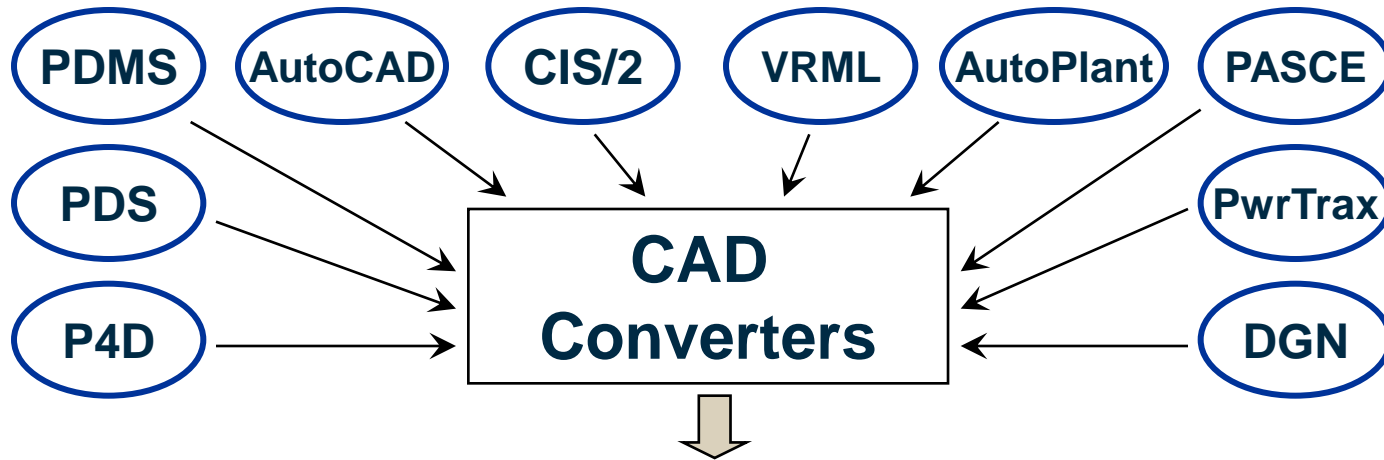 PDMS
AutoCAD
CIS/2
VRML
AutoPlant
PASCE
PDS
PwrTrax
P4D
DGN
CAD
Converters